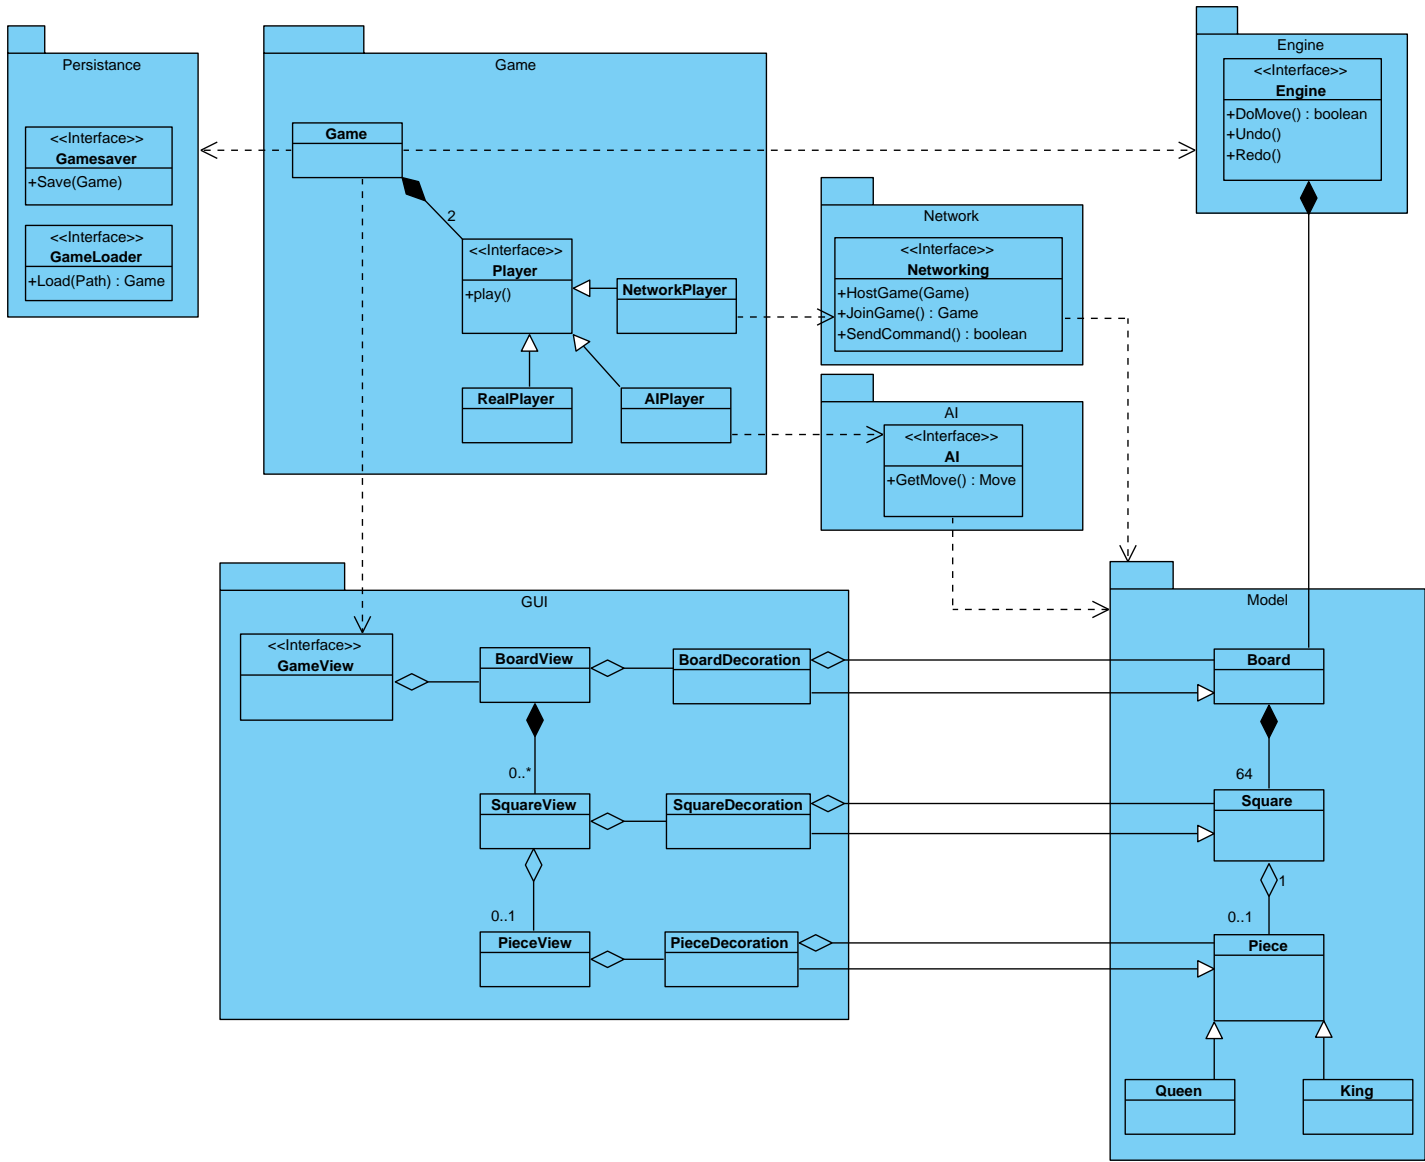 Persistance
<<Interface>>
Gamesaver
+Save(Game)
<<Interface>>
GameLoader
+Load(Path) : Game
Game
Game
2
<<Interface>>
Player
+play()
NetworkPlayer
RealPlayer
AIPlayer
Engine
<<Interface>>
Engine
+DoMove() : boolean
+Undo()
+Redo()
Network
<<Interface>>
Networking
+HostGame(Game)
+JoinGame() : Game
+SendCommand() : boolean
AI
<<Interface>>
AI
+GetMove() : Move
GUI
<<Interface>>
GameView
BoardView
BoardDecoration
0..*
SquareView
SquareDecoration
0..1
PieceView
PieceDecoration
Model
Board
64
Square
1
0..1
Piece
Queen
King